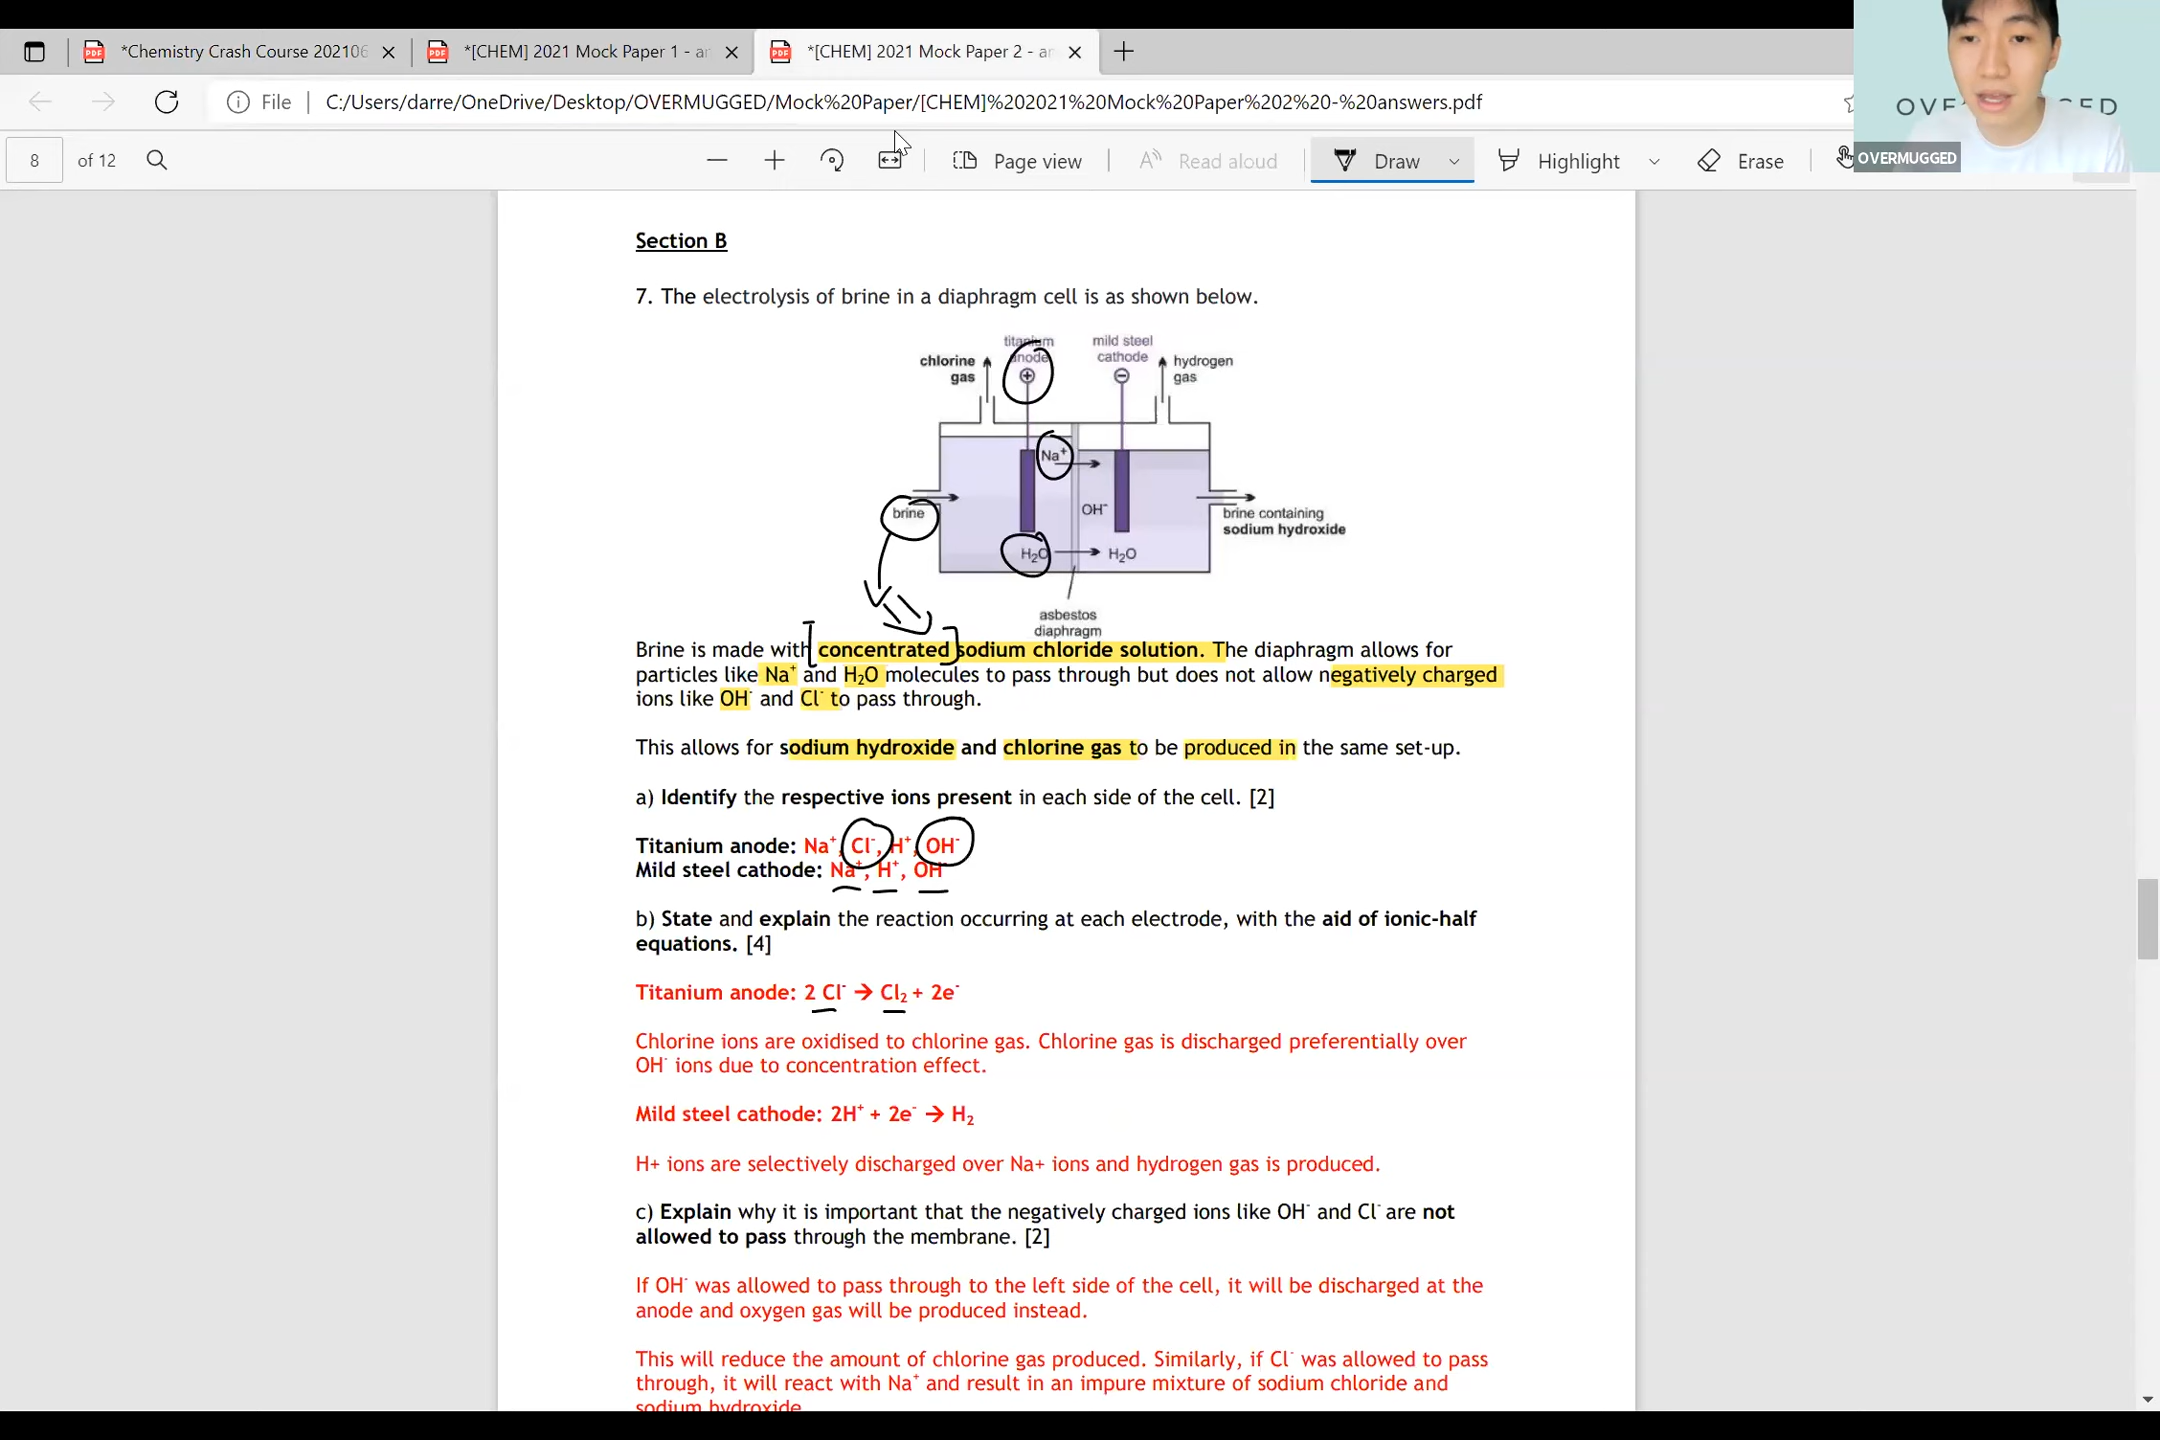 *Chemistry Crash Course 202106
*[CHEM] 2021 Mock Paper 1 - an
*[CHEM] 2021 Mock Paper 2 - an
File
C:/Users/darre/OneDrive/Desktop/OVERMUGGED/Mock%20Paper/[CHEM]%202021%20Mock%20Paper%202%20-%20answers.pdf
8 of 12
Page view
Read aloud
Draw
Highlight
Erase
OVERMUGGED
Section B
7. The electrolysis of brine in a diaphragm cell is as shown below.
titanium anode
mild steel cathode
chlorine gas
hydrogen gas
Na⁺
brine
OH⁻
brine containing
sodium hydroxide
H₂O
H₂O
asbestos
diaphragm
Brine is made with concentrated sodium chloride solution. The diaphragm allows for
particles like Na⁺ and H₂O molecules to pass through but does not allow negatively charged
ions like OH⁻ and Cl⁻ to pass through.
This allows for sodium hydroxide and chlorine gas to be produced in the same set-up.
a) Identify the respective ions present in each side of the cell. [2]
Titanium anode: Na⁺, Cl⁻, H⁺, OH⁻
Mild steel cathode: Na⁺, H⁺, OH⁻
b) State and explain the reaction occurring at each electrode, with the aid of ionic-half
equations. [4]
Titanium anode: 2 Cl⁻ → Cl₂ + 2e⁻
Chlorine ions are oxidised to chlorine gas. Chlorine gas is discharged preferentially over
OH⁻ ions due to concentration effect.
Mild steel cathode: 2H⁺ + 2e⁻ → H₂
H+ ions are selectively discharged over Na+ ions and hydrogen gas is produced.
c) Explain why it is important that the negatively charged ions like OH⁻ and Cl⁻ are not
allowed to pass through the membrane. [2]
If OH⁻ was allowed to pass through to the left side of the cell, it will be discharged at the
anode and oxygen gas will be produced instead.
This will reduce the amount of chlorine gas produced. Similarly, if Cl⁻ was allowed to pass
through, it will react with Na⁺ and result in an impure mixture of sodium chloride and
sodium hydroxide